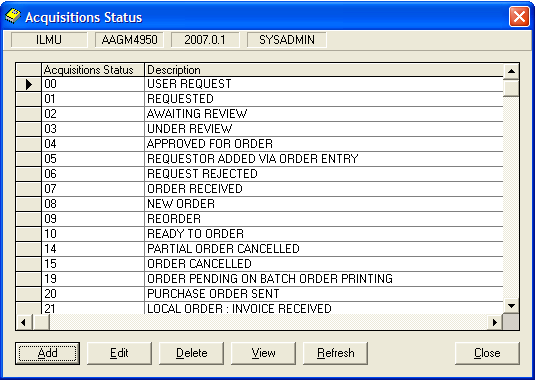 Acquisitions Status
ILMU AAGM4950 2007.0.1 SYSADMIN
Acquisitions Status Description
00 USER REQUEST
01 REQUESTED
02 AWAITING REVIEW
03 UNDER REVIEW
04 APPROVED FOR ORDER
05 REQUESTOR ADDED VIA ORDER ENTRY
06 REQUEST REJECTED
07 ORDER RECEIVED
08 NEW ORDER
09 REORDER
10 READY TO ORDER
14 PARTIAL ORDER CANCELLED
15 ORDER CANCELLED
19 ORDER PENDING ON BATCH ORDER PRINTING
20 PURCHASE ORDER SENT
21 LOCAL ORDER : INVOICE RECEIVED
Add Edit Delete View Refresh Close